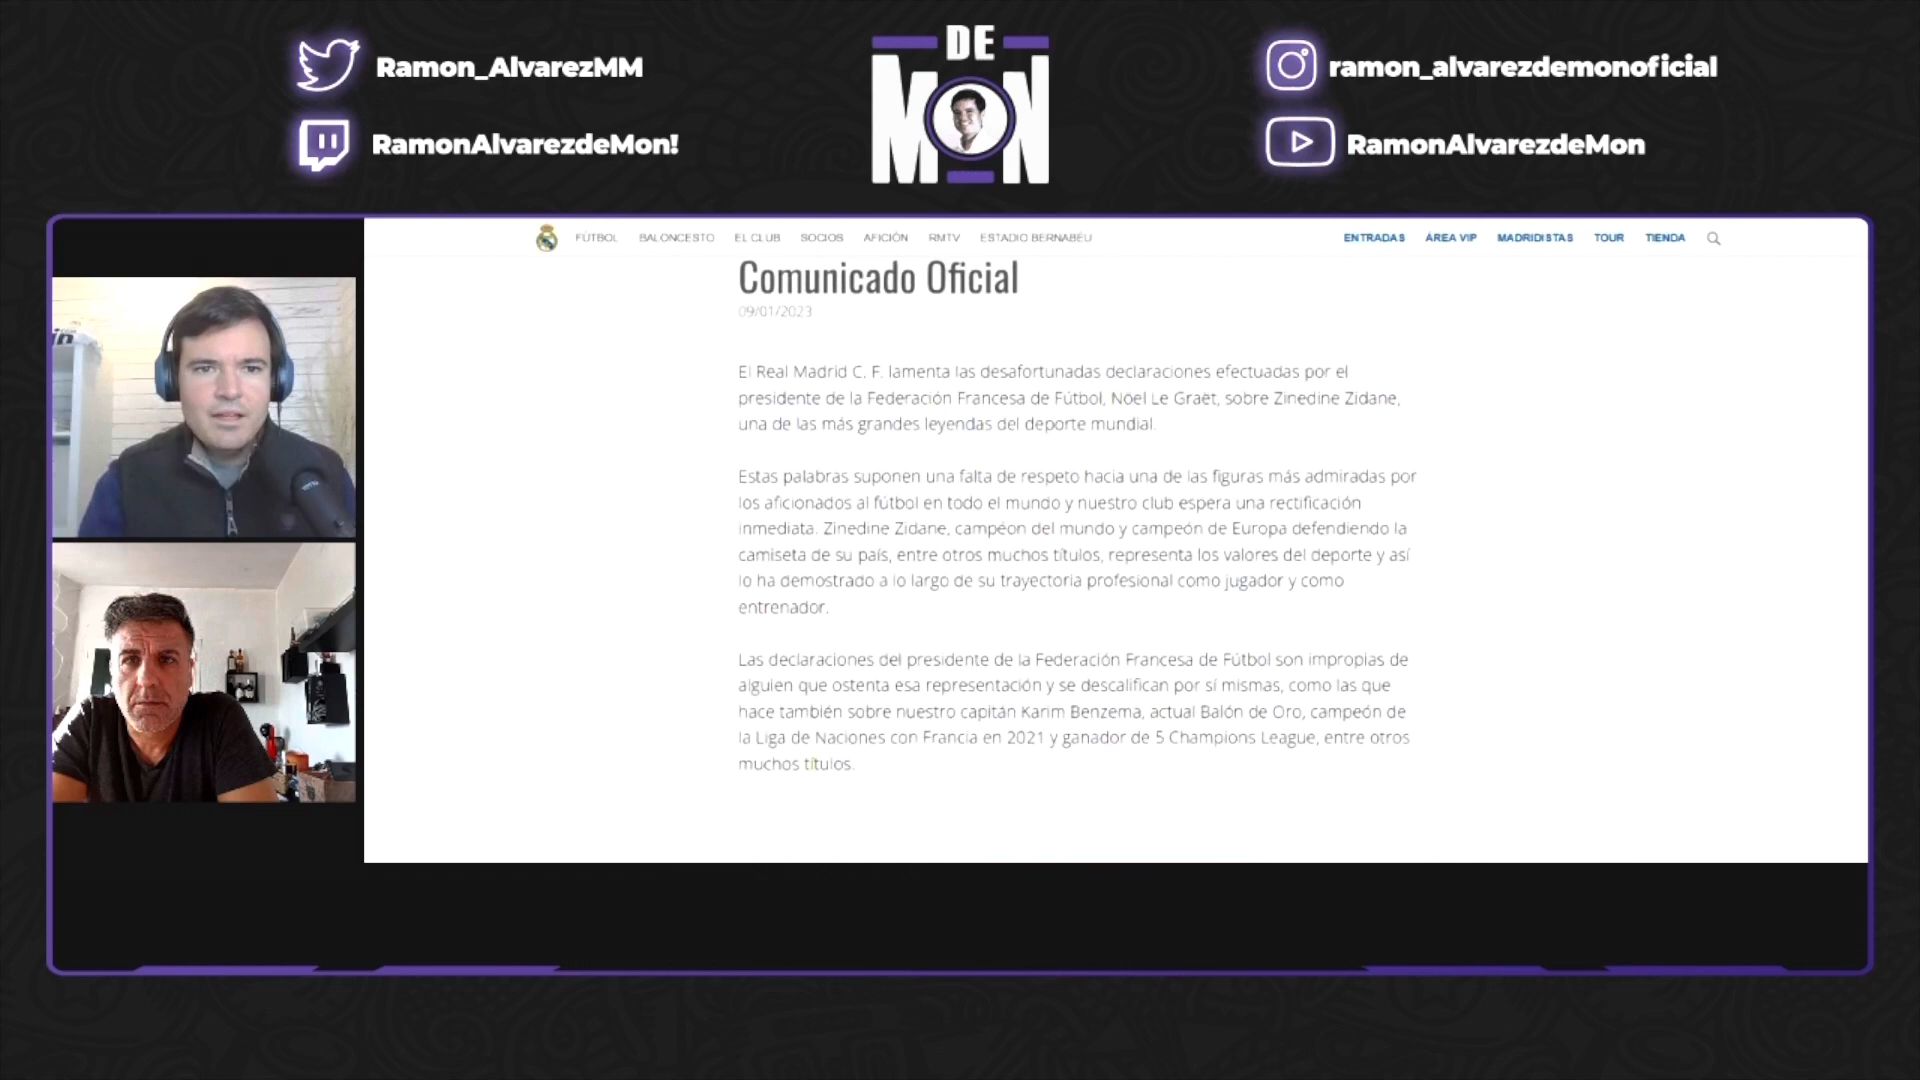 Ramon_AlvarezMM
RamonAlvarezdeMon!
DE
MON
ramon_alvarezdemonoficial
RamonAlvarezdeMon
FÚTBOL BALONCESTO EL CLUB SOCIOS AFICIÓN RMTV ESTADIO BERNABÉU ENTRADAS ÁREA VIP MADRIDISTAS TOUR TIENDA
Comunicado Oficial
09/01/2023
El Real Madrid C. F. lamenta las desafortunadas declaraciones efectuadas por el
presidente de la Federación Francesa de Fútbol, Nöel Le Graët, sobre Zinedine Zidane,
una de las más grandes leyendas del deporte mundial.
Estas palabras suponen una falta de respeto hacia una de las figuras más admiradas por
los aficionados al fútbol en todo el mundo y nuestro club espera una rectificación
inmediata. Zinedine Zidane, campéon del mundo y campeón de Europa defendiendo la
camiseta de su país, entre otros muchos títulos, representa los valores del deporte y así
lo ha demostrado a lo largo de su trayectoria profesional como jugador y como
entrenador.
Las declaraciones del presidente de la Federación Francesa de Fútbol son impropias de
alguien que ostenta esa representación y se descalifican por sí mismas, como las que
hace también sobre nuestro capitán Karim Benzema, actual Balón de Oro, campeón de
la Liga de Naciones con Francia en 2021 y ganador de 5 Champions League, entre otros
muchos títulos.